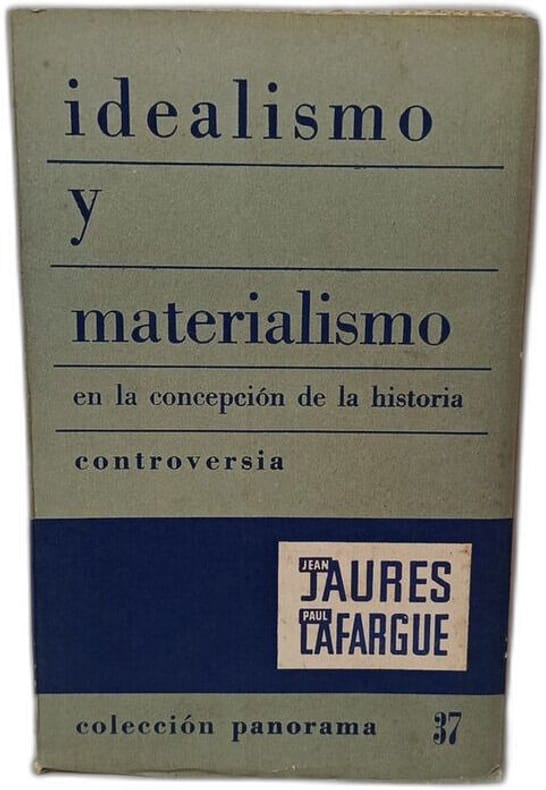 idealismo
y
materialismo
en la concepción de la historia
controversia
JEAN
JAURES
PAUL
LAFARGUE
colección panorama 37